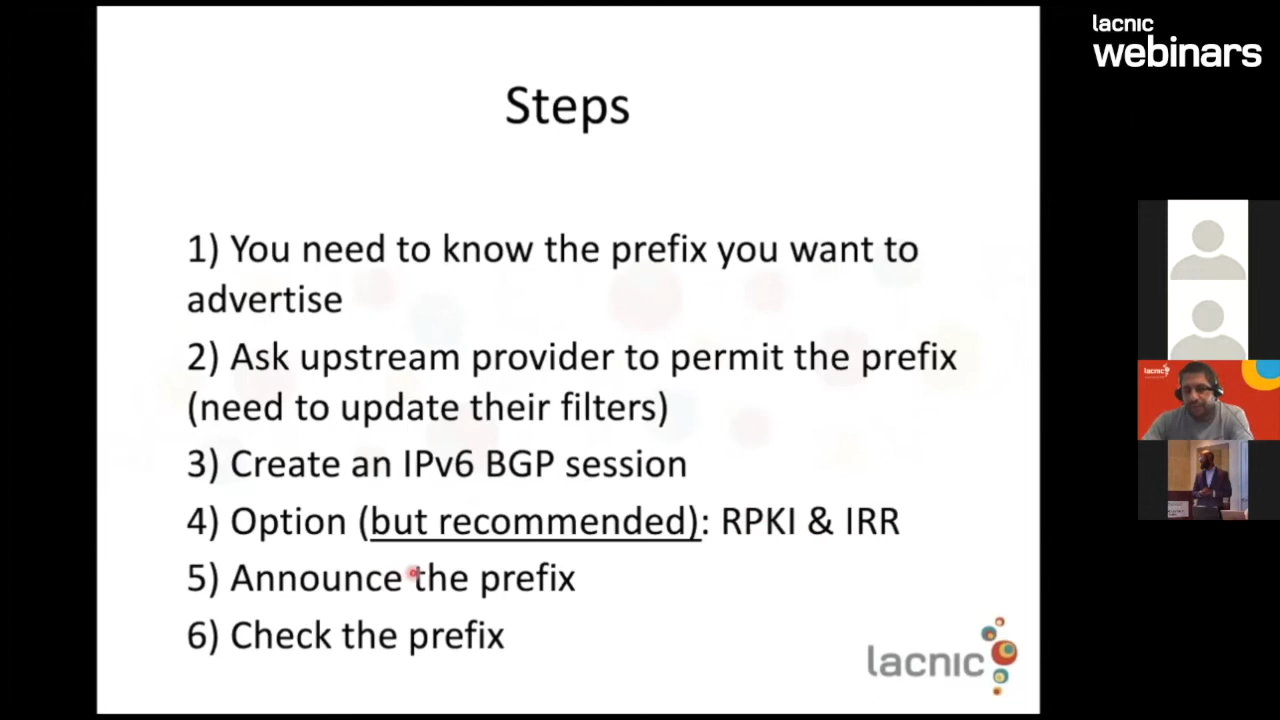 lacnic
webinars
Steps
1) You need to know the prefix you want to
advertise
2) Ask upstream provider to permit the prefix
(need to update their filters)
3) Create an IPv6 BGP session
4) Option (but recommended): RPKI & IRR
5) Announce the prefix
6) Check the prefix
lacnic
lacnic